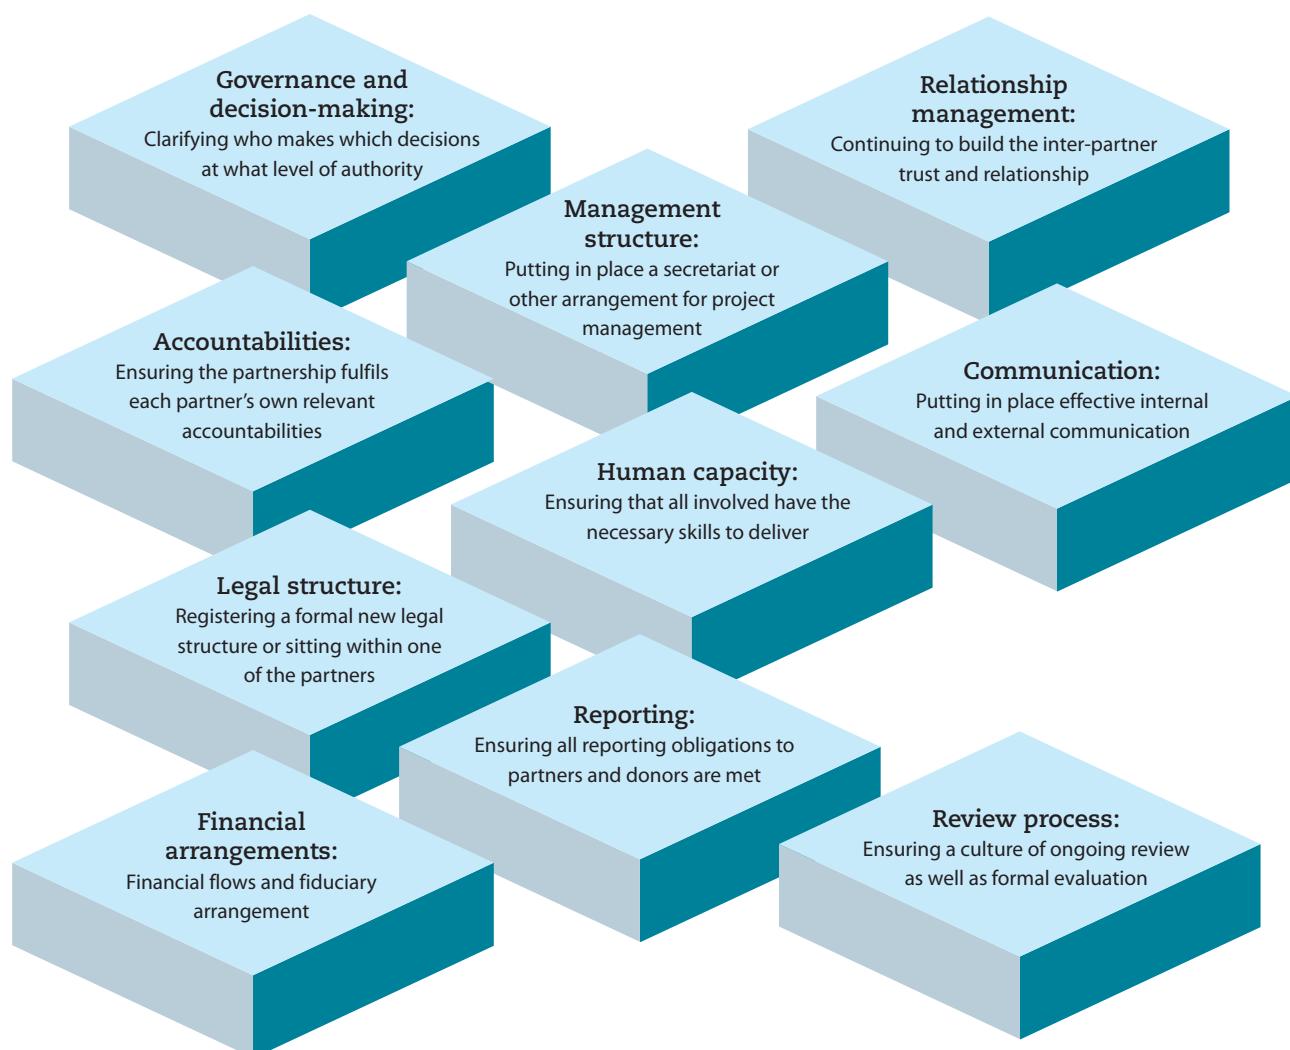 Governance and
decision-making:
Clarifying who makes which decisions
at what level of authority
Relationship
management:
Continuing to build the inter-partner
trust and relationship
Management
structure:
Putting in place a secretariat or
other arrangement for project
management
Accountabilities:
Ensuring the partnership fulfils
each partner’s own relevant
accountabilities
Communication:
Putting in place effective internal
and external communication
Human capacity:
Ensuring that all involved have the
necessary skills to deliver
Legal structure:
Registering a formal new legal
structure or sitting within one
of the partners
Reporting:
Ensuring all reporting obligations to
partners and donors are met
Financial
arrangements:
Financial flows and fiduciary
arrangement
Review process:
Ensuring a culture of ongoing review
as well as formal evaluation